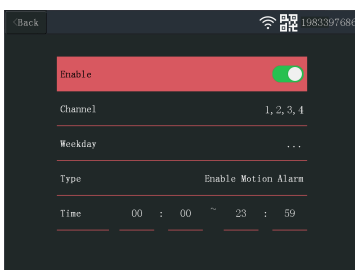 <Back
1983397686
Enable
Channel 1, 2, 3, 4
Weekday ...
Type Enable Motion Alarm
Time 00 : 00 ~ 23 : 59